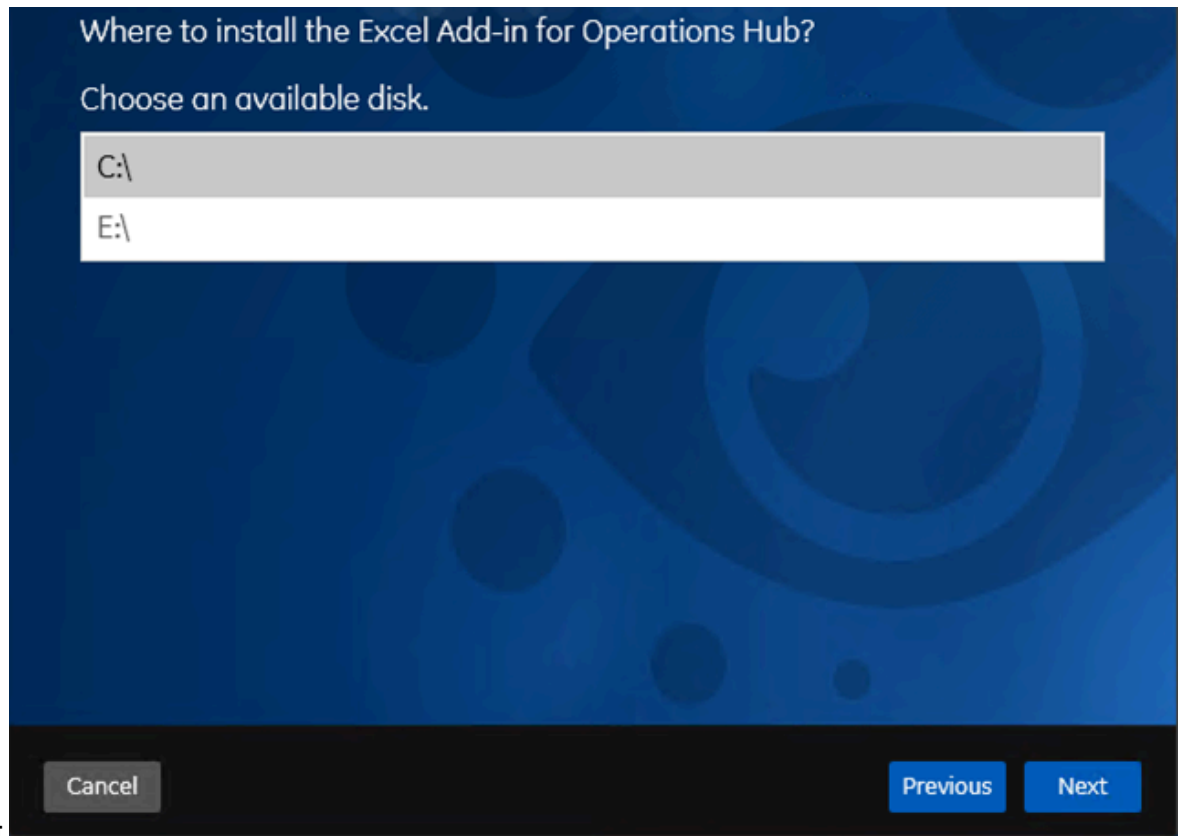 Where to install the Excel Add-in for Operations Hub?
Choose an available disk.
C:\
E:\
Cancel
Previous
Next